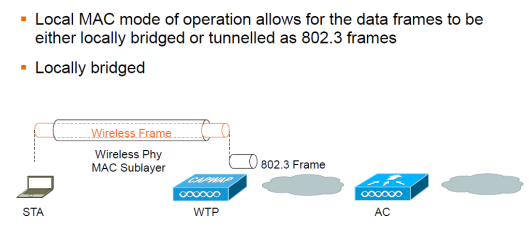 Local MAC mode of operation allows for the data frames to be
either locally bridged or tunnelled as 802.3 frames
Locally bridged
Wireless Frame
Wireless Phy
MAC Sublayer
802.3 Frame
CAPWAP
STA
WTP
AC